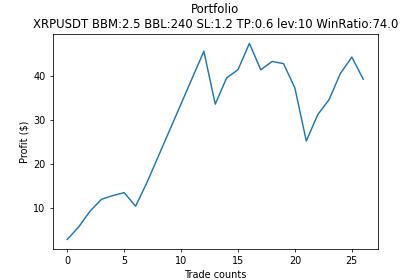 Portfolio
XRPUSDT BBM:2.5 BBL:240 SL:1.2 TP:0.6 lev:10 WinRatio:74.0
40
30
20
10
Profit ($)
0 5 10 15 20 25
Trade counts